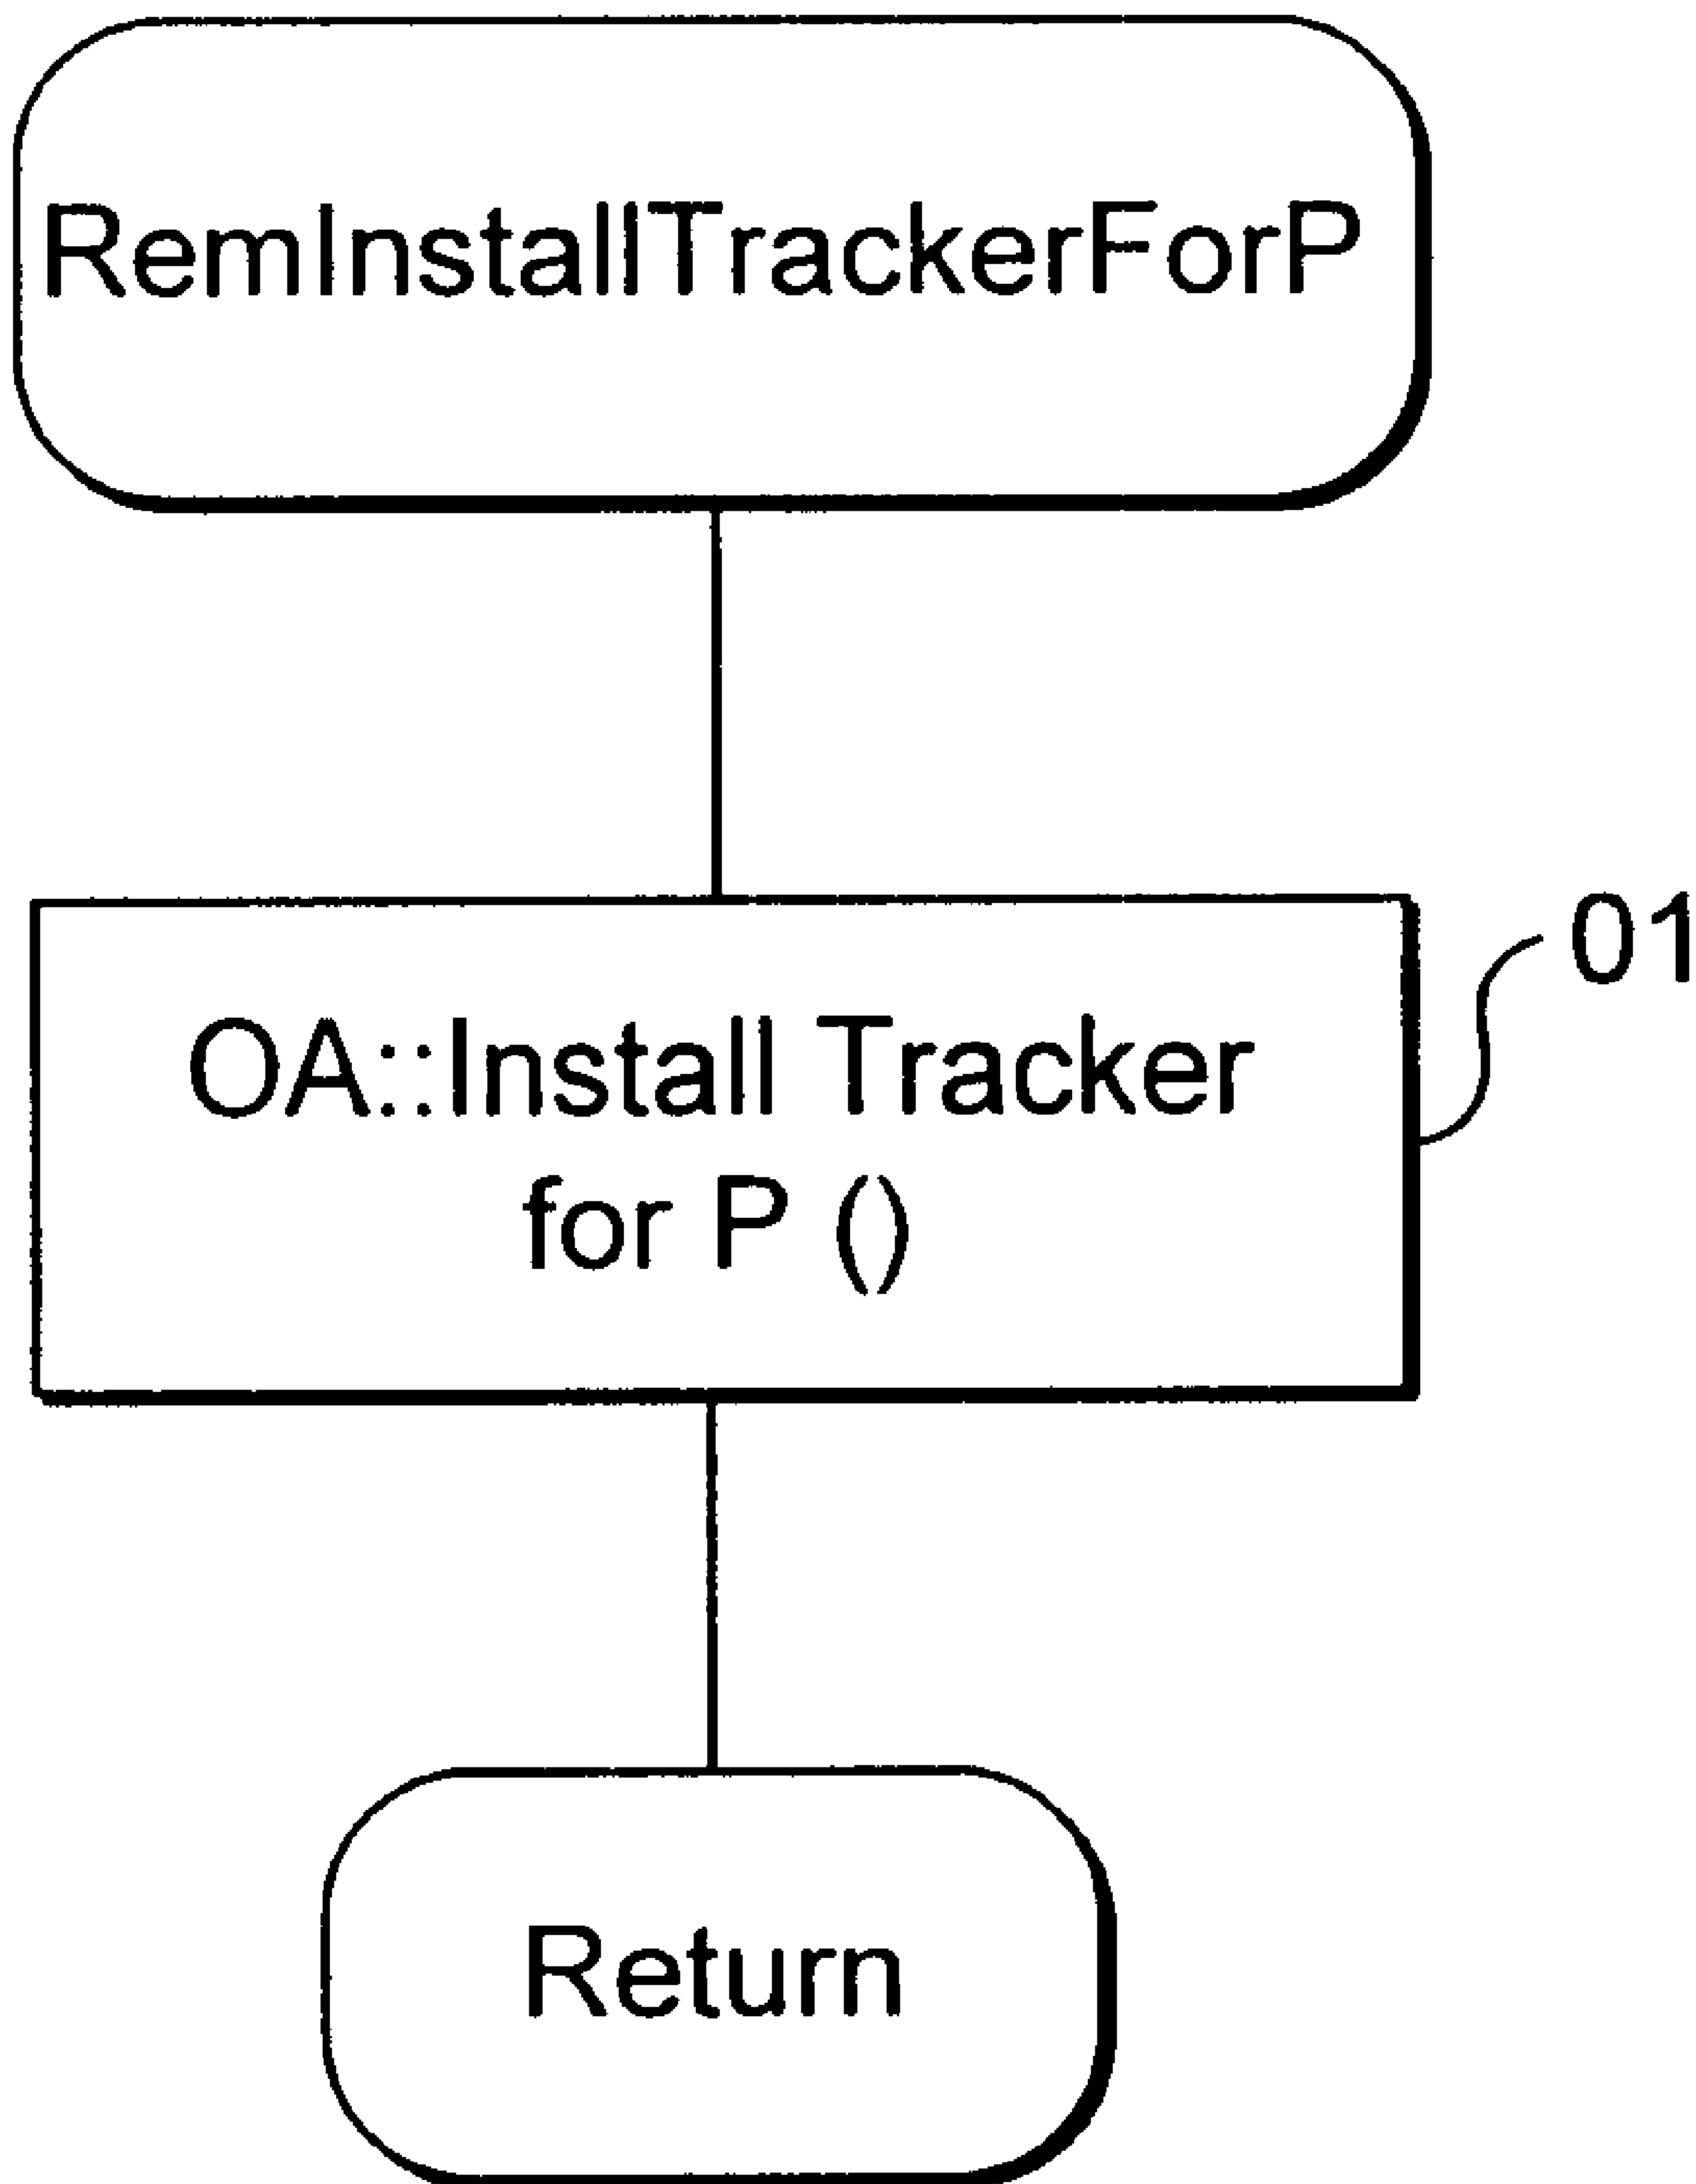 RemInstallTrackerForP
01
OA::Install Tracker
for P ()
Return